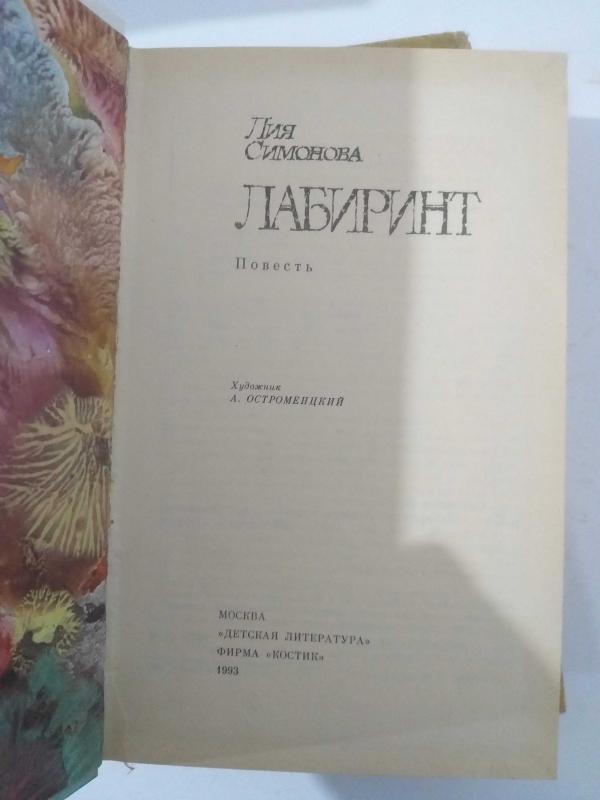 Лия
Симонова
ЛАБИРИНТ
Повесть
Художник
А. ОСТРОМЕНЦКИЙ
МОСКВА
«ДЕТСКАЯ ЛИТЕРАТУРА»
ФИРМА «КОСТИК»
1993